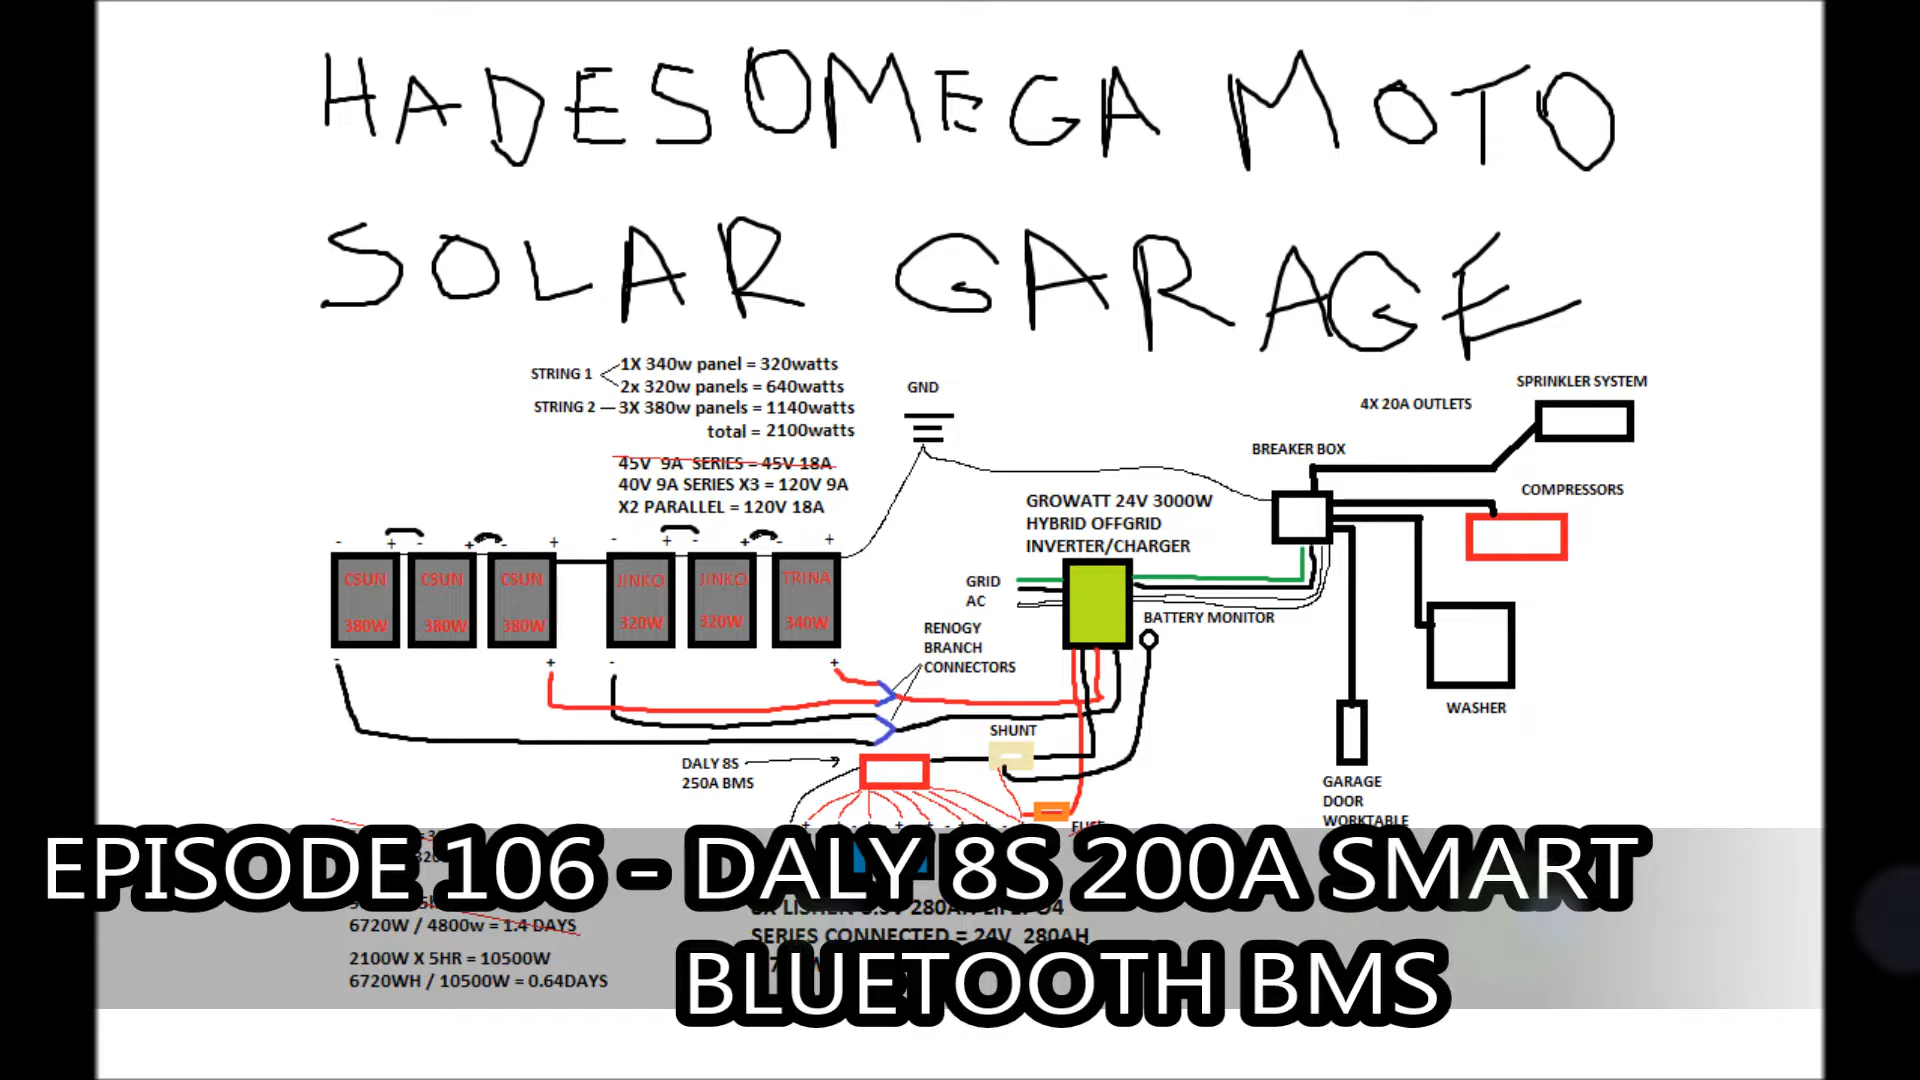 HADESOMEGA MOTO
SOLAR GARAGE
STRING 1
1X 340w panel = 320watts
2x 320w panels = 640watts
STRING 2 — 3X 380w panels = 1140watts
total = 2100watts
45V 9A SERIES = 45V 18A
40V 9A SERIES X3 = 120V 9A
X2 PARALLEL = 120V 18A
GND
SPRINKLER SYSTEM
4X 20A OUTLETS
BREAKER BOX
COMPRESSORS
GROWATT 24V 3000W
HYBRID OFFGRID
INVERTER/CHARGER
- + - + - + - + - + - +
CSUN CSUN CSUN JINKO JINKO TRINA
380W 380W 380W 320W 320W 340W
- + - +
GRID
AC
BATTERY MONITOR
RENOGY
BRANCH
CONNECTORS
WASHER
SHUNT
DALY 8S
250A BMS
GARAGE
DOOR
WORKTABLE
FUSE
EPISODE 106 - DALY 8S 200A SMART
BLUETOOTH BMS
280AH
SERIES CONNECTED = 24V 280AH
6720W / 4800w = 1.4 DAYS
2100W X 5HR = 10500W
6720WH / 10500W = 0.64DAYS